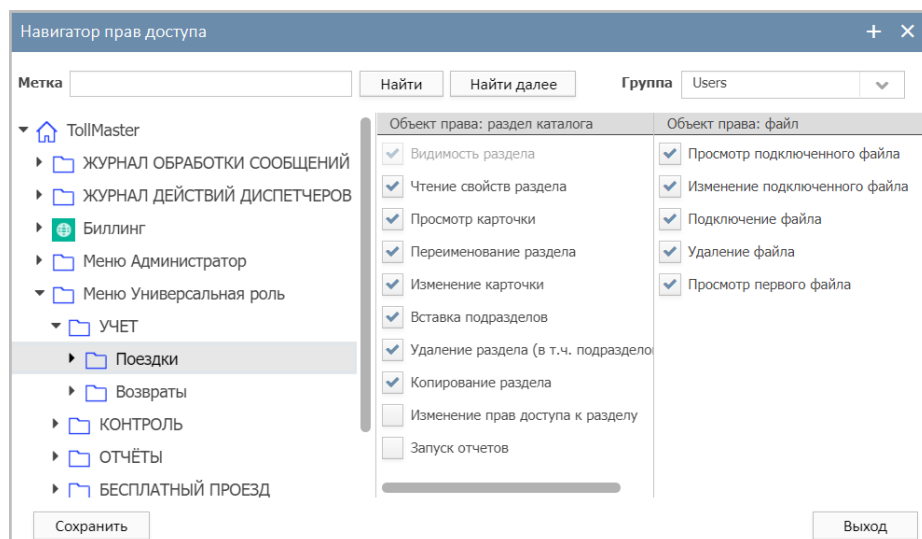 Навигатор прав доступа
Метка
Найти
Найти далее
Группа
Users
TollMaster
ЖУРНАЛ ОБРАБОТКИ СООБЩЕНИЙ
ЖУРНАЛ ДЕЙСТВИЙ ДИСПЕТЧЕРОВ
Биллинг
Меню Администратор
Меню Универсальная роль
УЧЕТ
Поездки
Возвраты
КОНТРОЛЬ
ОТЧЁТЫ
БЕСПЛАТНЫЙ ПРОЕЗД
Объект права: раздел каталога
Видимость раздела
Чтение свойств раздела
Просмотр карточки
Переименование раздела
Изменение карточки
Вставка подразделов
Удаление раздела (в т.ч. подраздело
Копирование раздела
Изменение прав доступа к разделу
Запуск отчетов
Объект права: файл
Просмотр подключенного файла
Изменение подключенного файла
Подключение файла
Удаление файла
Просмотр первого файла
Сохранить
Выход